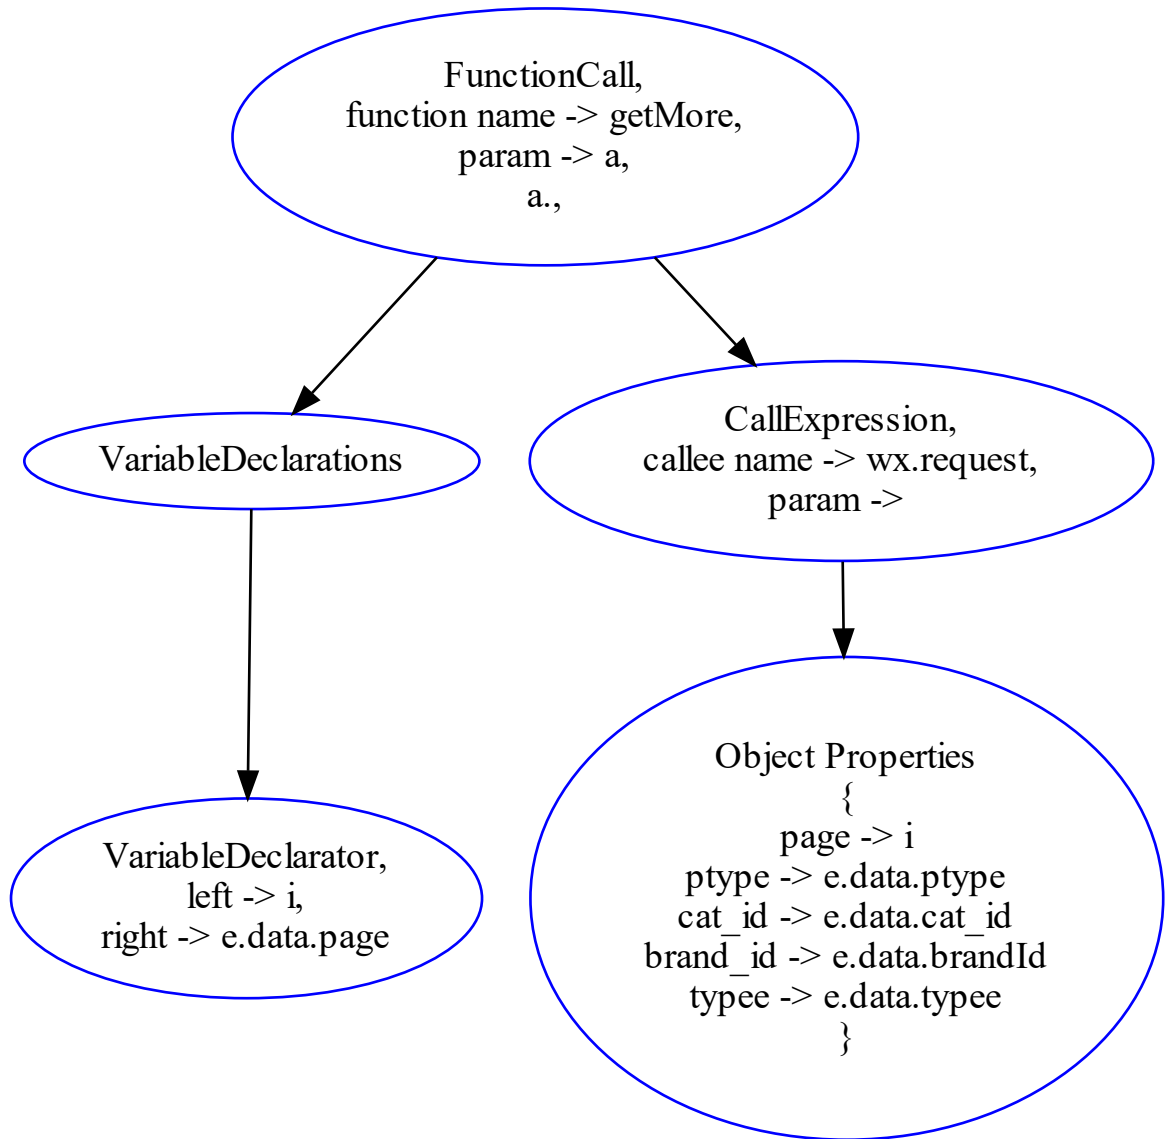 FunctionCall,
function name -> getMore,
param -> a,
a.,
VariableDeclarations
CallExpression,
callee name -> wx.request,
param ->
VariableDeclarator,
left -> i,
right -> e.data.page
Object Properties
{
page -> i
ptype -> e.data.ptype
cat_id -> e.data.cat_id
brand_id -> e.data.brandId
typee -> e.data.typee
}